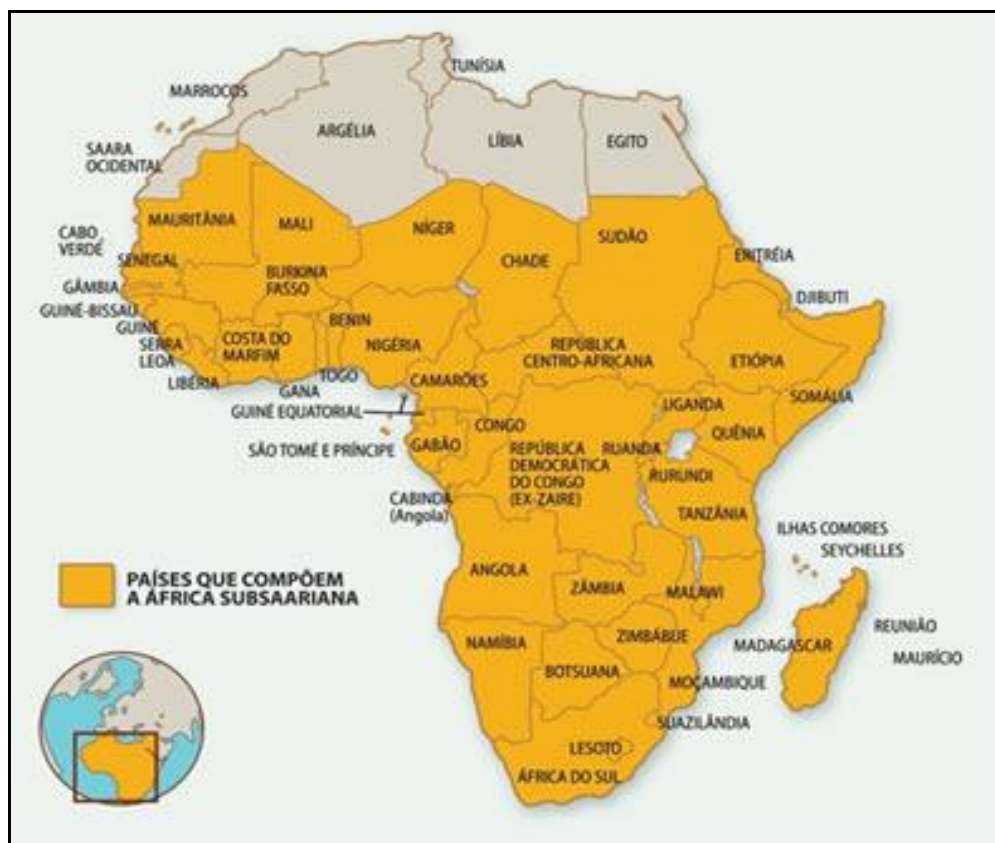 TUNÍSIA
MARROCOS
ARGÉLIA
LÍBIA
EGITO
SAARA
OCIDENTAL
MAURITÂNIA
MALI
NÍGER
CHADE
SUDÃO
ERITRÉIA
CABO
VERDE
SENEGAL
GÂMBIA
GUINÉ-BISSAU
GUINÉ
SERRA
LEOA
LIBÉRIA
BURKINA
FASSO
COSTA DO
MARFIM
GANA
TOGO
BENIN
NIGÉRIA
CAMARÕES
REPÚBLICA
CENTRO-AFRICANA
DJIBUTI
ETIÓPIA
SOMÁLIA
GUINÉ EQUATORIAL
SÃO TOMÉ E PRÍNCIPE
GABÃO
CONGO
REPÚBLICA
DEMOCRÁTICA
DO CONGO
(EX-ZAIRE)
UGANDA
QUÊNIA
RUANDA
RURUNDI
TANZÂNIA
CABINDA
(Angola)
ANGOLA
ZÂMBIA
MALAWI
ILHAS COMORES
SEYCHELLES
PAÍSES QUE COMPÕEM
A ÁFRICA SUBSAARIANA
NAMÍBIA
ZIMBÁBUE
BOTSUANA
MOÇAMBIQUE
MADAGASCAR
REUNIÃO
MAURÍCIO
SUAZILÂNDIA
LESOTO
ÁFRICA DO SUL